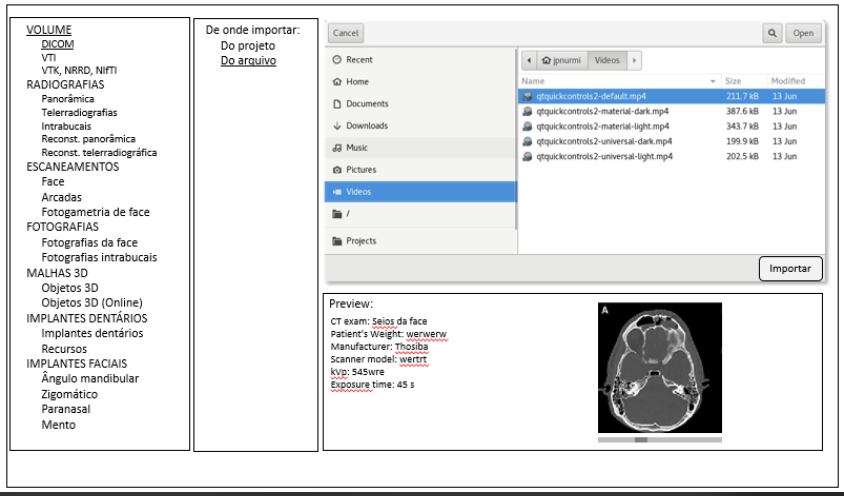 VOLUME
DICOM
VTI
VTK, NRRD, NIfTI
RADIOGRAFIAS
Panorâmica
Telerradiografias
Intrabucais
Reconst. panorâmica
Reconst. telerradiográfica
ESCANEAMENTOS
Face
Arcadas
Fotogametria de face
FOTOGRAFIAS
Fotografias da face
Fotografias intrabucais
MALHAS 3D
Objetos 3D
Objetos 3D (Online)
IMPLANTES DENTÁRIOS
Implantes dentários
Recursos
IMPLANTES FACIAIS
Ângulo mandibular
Zigomático
Paranasal
Mento
De onde importar:
Do projeto
Do arquivo
Cancel
Open
Recent
Home
Documents
Downloads
Music
Pictures
Videos
/
Projects
jpnurmi Videos
Name Size Modified
qtquickcontrols2-default.mp4 211.7 kB 13 Jun
qtquickcontrols2-material-dark.mp4 387.6 kB 13 Jun
qtquickcontrols2-material-light.mp4 343.7 kB 13 Jun
qtquickcontrols2-universal-dark.mp4 199.9 kB 13 Jun
qtquickcontrols2-universal-light.mp4 202.5 kB 13 Jun
Importar
Preview:
CT exam: Seios da face
Patient's Weight: werwerw
Manufacturer: Thosiba
Scanner model: wertrt
kVp: 545wre
Exposure time: 45 s
A